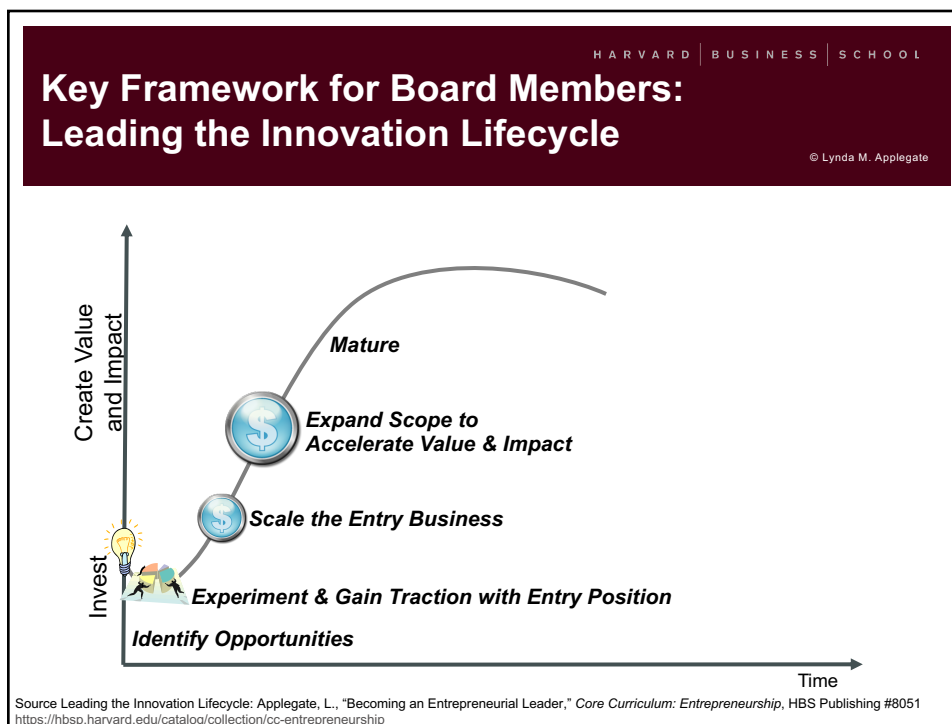 HARVARD | BUSINESS | SCHOOL
Key Framework for Board Members:
Leading the Innovation Lifecycle
© Lynda M. Applegate
Create Value
and Impact
Invest
Mature
$
Expand Scope to
Accelerate Value & Impact
$
Scale the Entry Business
Experiment & Gain Traction with Entry Position
Identify Opportunities
Time
Source Leading the Innovation Lifecycle: Applegate, L., "Becoming an Entrepreneurial Leader," Core Curriculum: Entrepreneurship, HBS Publishing #8051
https://hbsp.harvard.edu/catalog/collection/cc-entrepreneurship